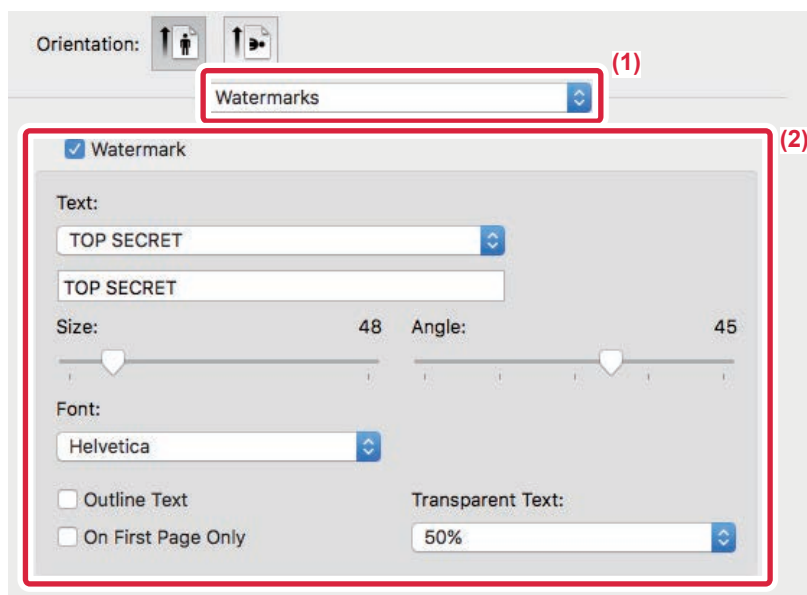 Orientation:
(1)
Watermarks
(2)
Watermark
Text:
TOP SECRET
TOP SECRET
Size: 48 Angle: 45
Font:
Helvetica
Outline Text Transparent Text:
On First Page Only 50%